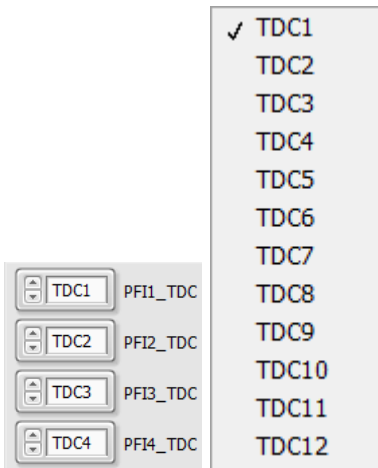 TDC1 PFI1_TDC
TDC2 PFI2_TDC
TDC3 PFI3_TDC
TDC4 PFI4_TDC
✓ TDC1
TDC2
TDC3
TDC4
TDC5
TDC6
TDC7
TDC8
TDC9
TDC10
TDC11
TDC12